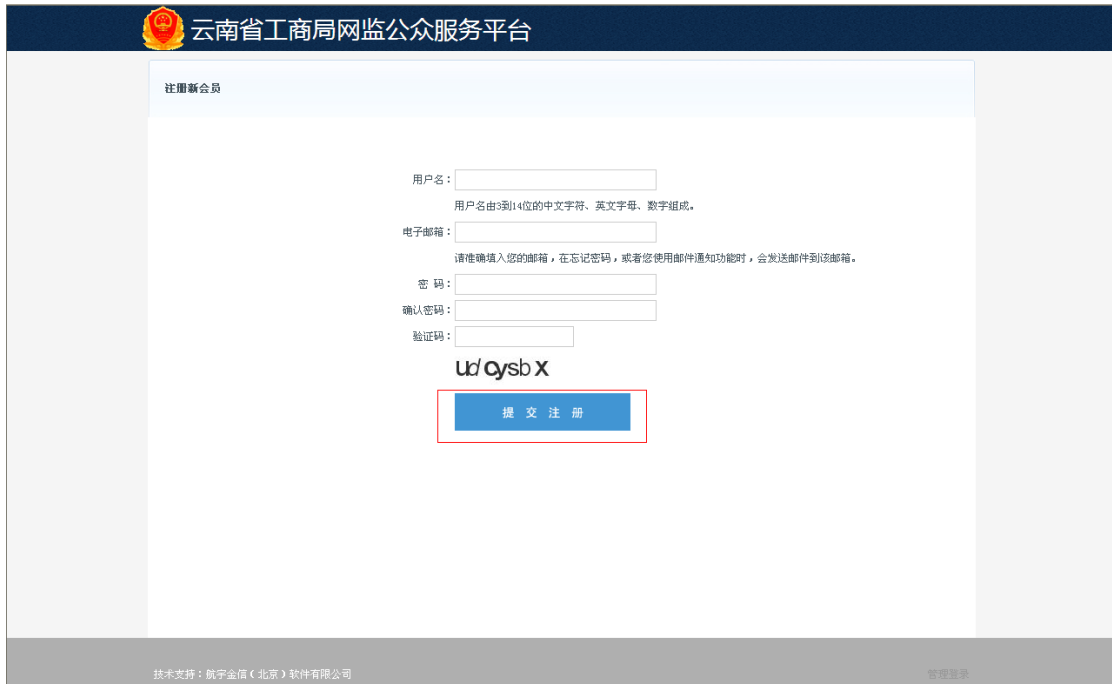 云南省工商局网监公众服务平台
注册新会员
用户名：
用户名由3到14位的中文字符、英文字母、数字组成。
电子邮箱：
请准确填入您的邮箱，在忘记密码，或者您使用邮件通知功能时，会发送邮件到该邮箱。
密 码：
确认密码：
验证码：
udcysbx
提 交 注 册
技术支持：航宇金信（北京）软件有限公司
管理登录